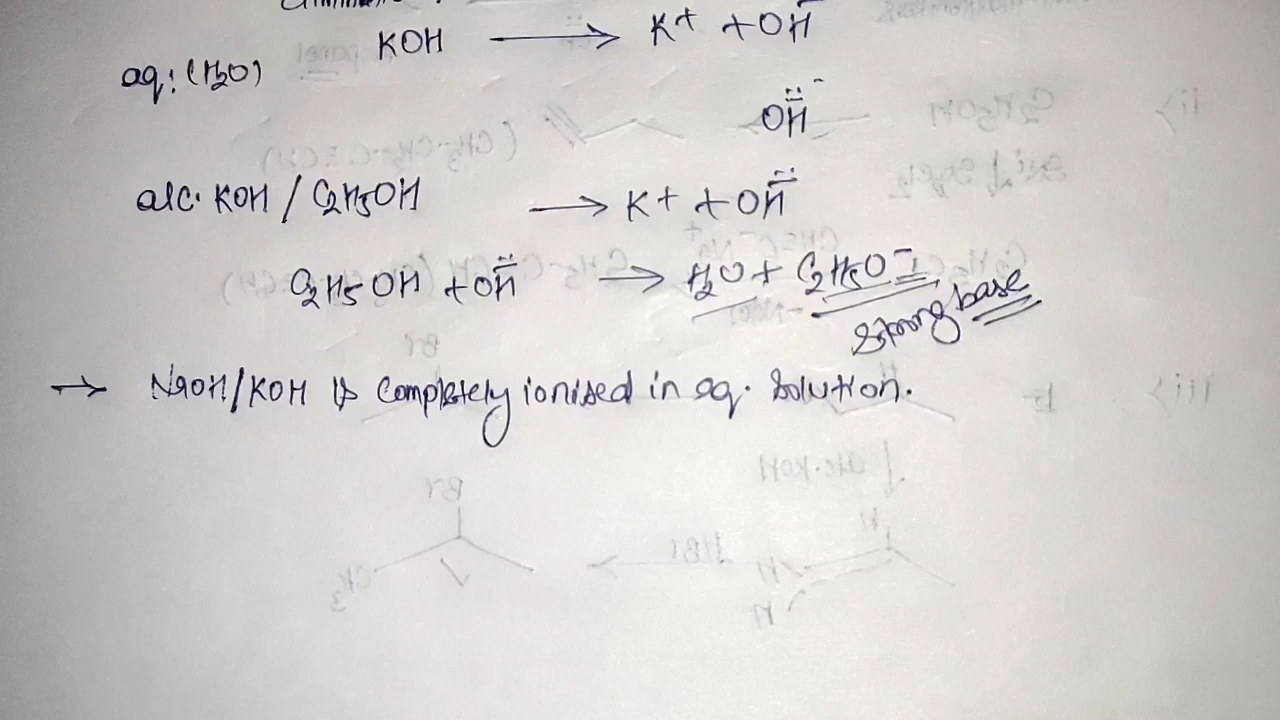 KOH ⟶ K+ + OH⁻
aq: (H2O)
:OH⁻
alc. KOH / C2H5OH ⟶ K+ + :OH⁻
C2H5OH + :OH⁻ ⟶ H2O + C2H5O⁻
strong base
→ NaOH/KOH is completely ionised in aq. solution.